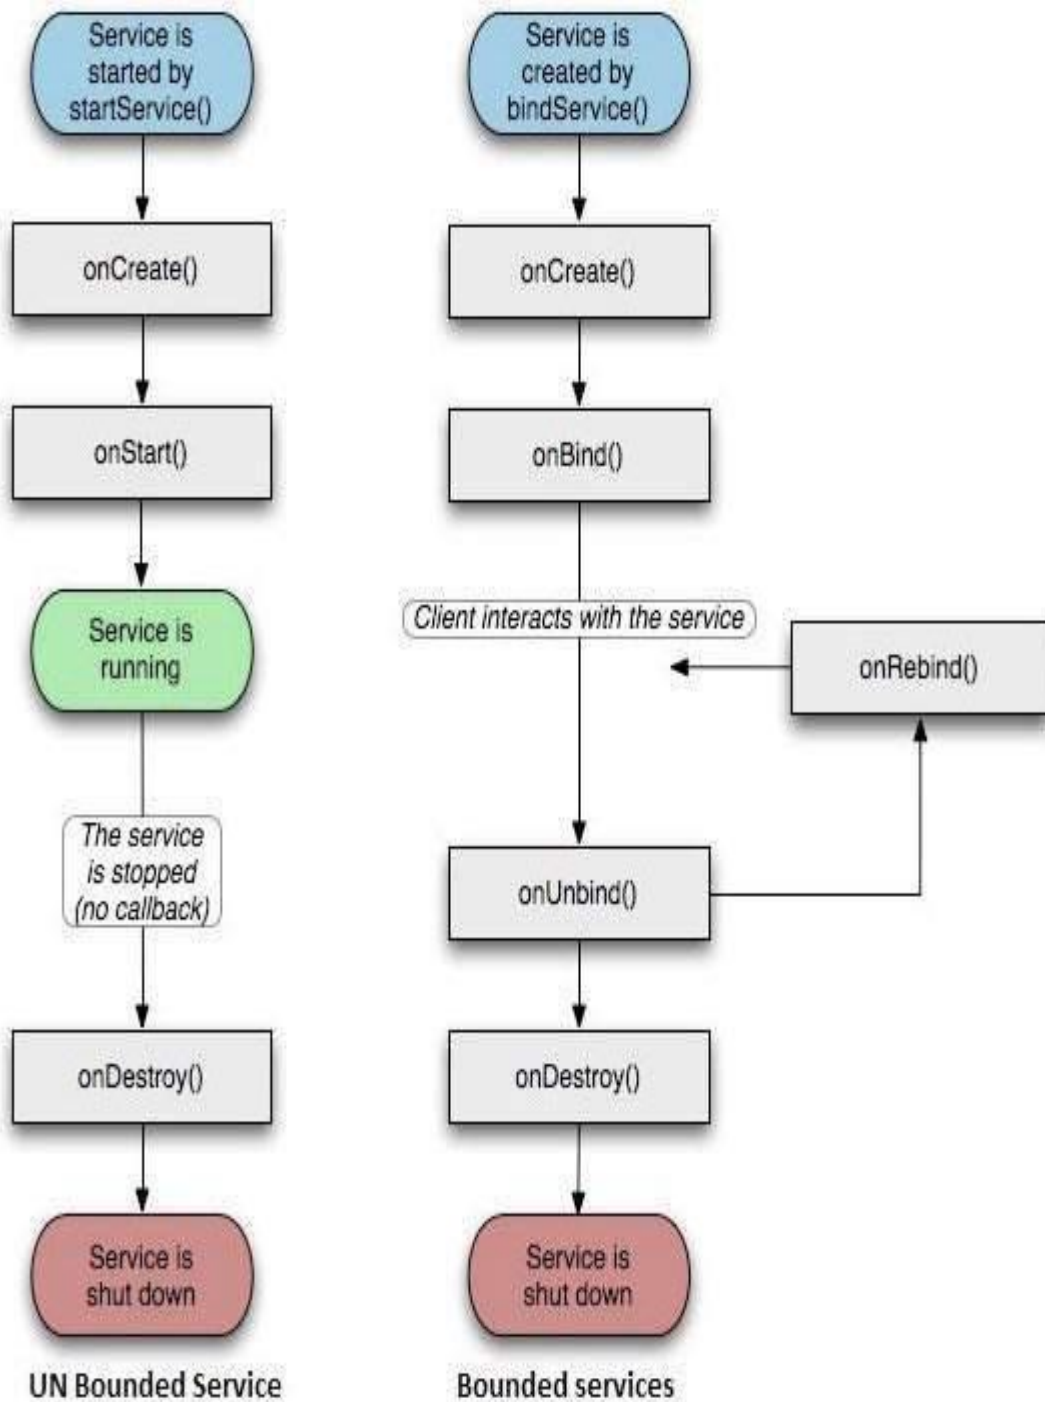 Service is
started by
startService()
onCreate()
onStart()
Service is
running
The service
is stopped
(no callback)
onDestroy()
Service is
shut down
UN Bounded Service
Service is
created by
bindService()
onCreate()
onBind()
Client interacts with the service
onRebind()
onUnbind()
onDestroy()
Service is
shut down
Bounded services